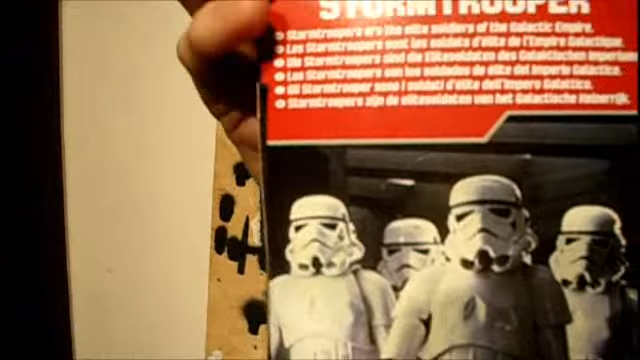 STORMTROOPER
Stormtroopers are the elite soldiers of the Galactic Empire.
Les Stormtroopers sont les soldats d'élite de l'Empire Galactique.
Die Stormtroopers sind die Elitesoldaten des Galaktischen Imperiums
Los Stormtroopers son los soldados de élite del Imperio Galáctico.
Gli Stormtrooper sono i soldati d'élite dell'Impero Galattico.
Stormtroopers zijn de elitesoldaten van het Galactische Keizerrijk.